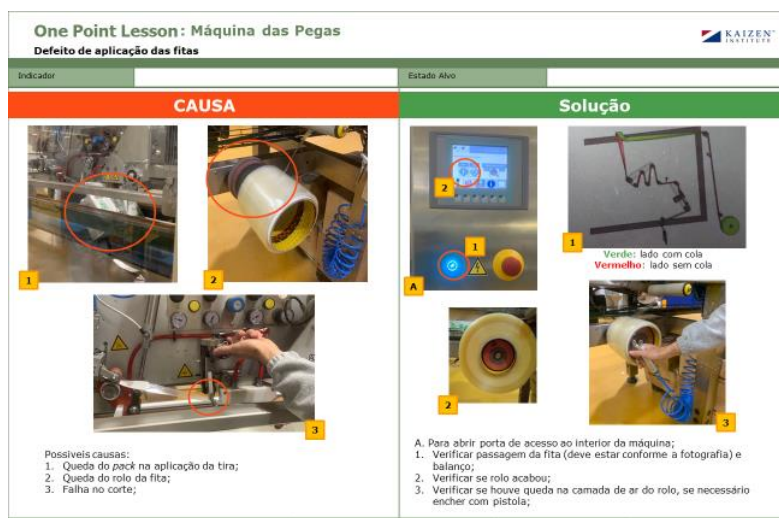 One Point Lesson: Máquina das Pegas
KAIZEN
INSTITUTE
Defeito de aplicação das fitas
Indicador
Estado Alvo
CAUSA
Solução
1
2
3
Possiveis causas:
1. Queda do pack na aplicação da tira;
2. Queda do rolo da fita;
3. Falha no corte;
2
1
A
1
Verde: lado com cola
Vermelho: lado sem cola
2
3
A. Para abrir porta de acesso ao interior da máquina;
1. Verificar passagem da fita (deve estar conforme a fotografia) e
balanço;
2. Verificar se rolo acabou;
3. Verificar se houve queda na camada de ar do rolo, se necessário
encher com pistola;